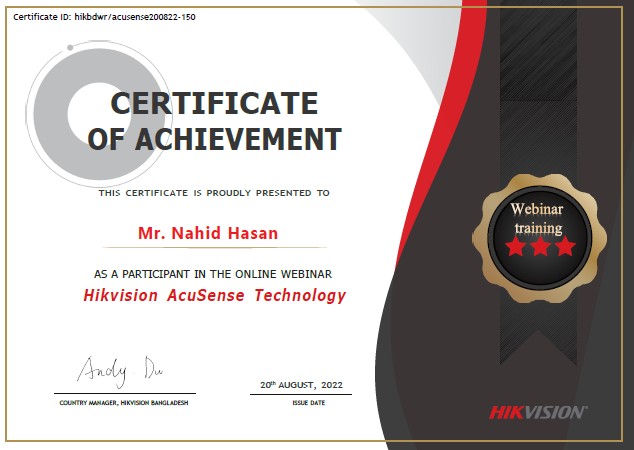 Certificate ID: hikbdwr/acusense200822-150
CERTIFICATE
OF ACHIEVEMENT
THIS CERTIFICATE IS PROUDLY PRESENTED TO
Mr. Nahid Hasan
AS A PARTICIPANT IN THE ONLINE WEBINAR
Hikvision AcuSense Technology
Andy Du
COUNTRY MANAGER, HIKVISION BANGLADESH
20th AUGUST, 2022
ISSUE DATE
Webinar
training
HIKVISION®